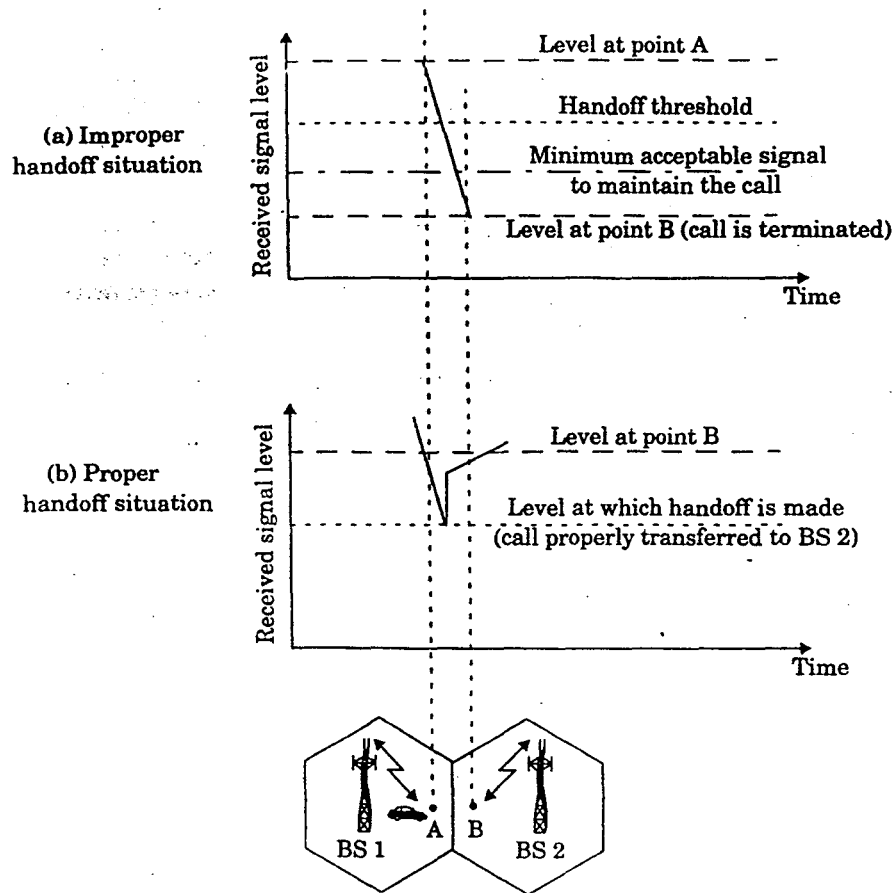 Level at point A
Received signal level
Handoff threshold
(a) Improper
handoff situation
Minimum acceptable signal
to maintain the call
Level at point B (call is terminated)
Time
Received signal level
Level at point B
(b) Proper
handoff situation
Level at which handoff is made
(call properly transferred to BS 2)
Time
A
B
BS 1
BS 2